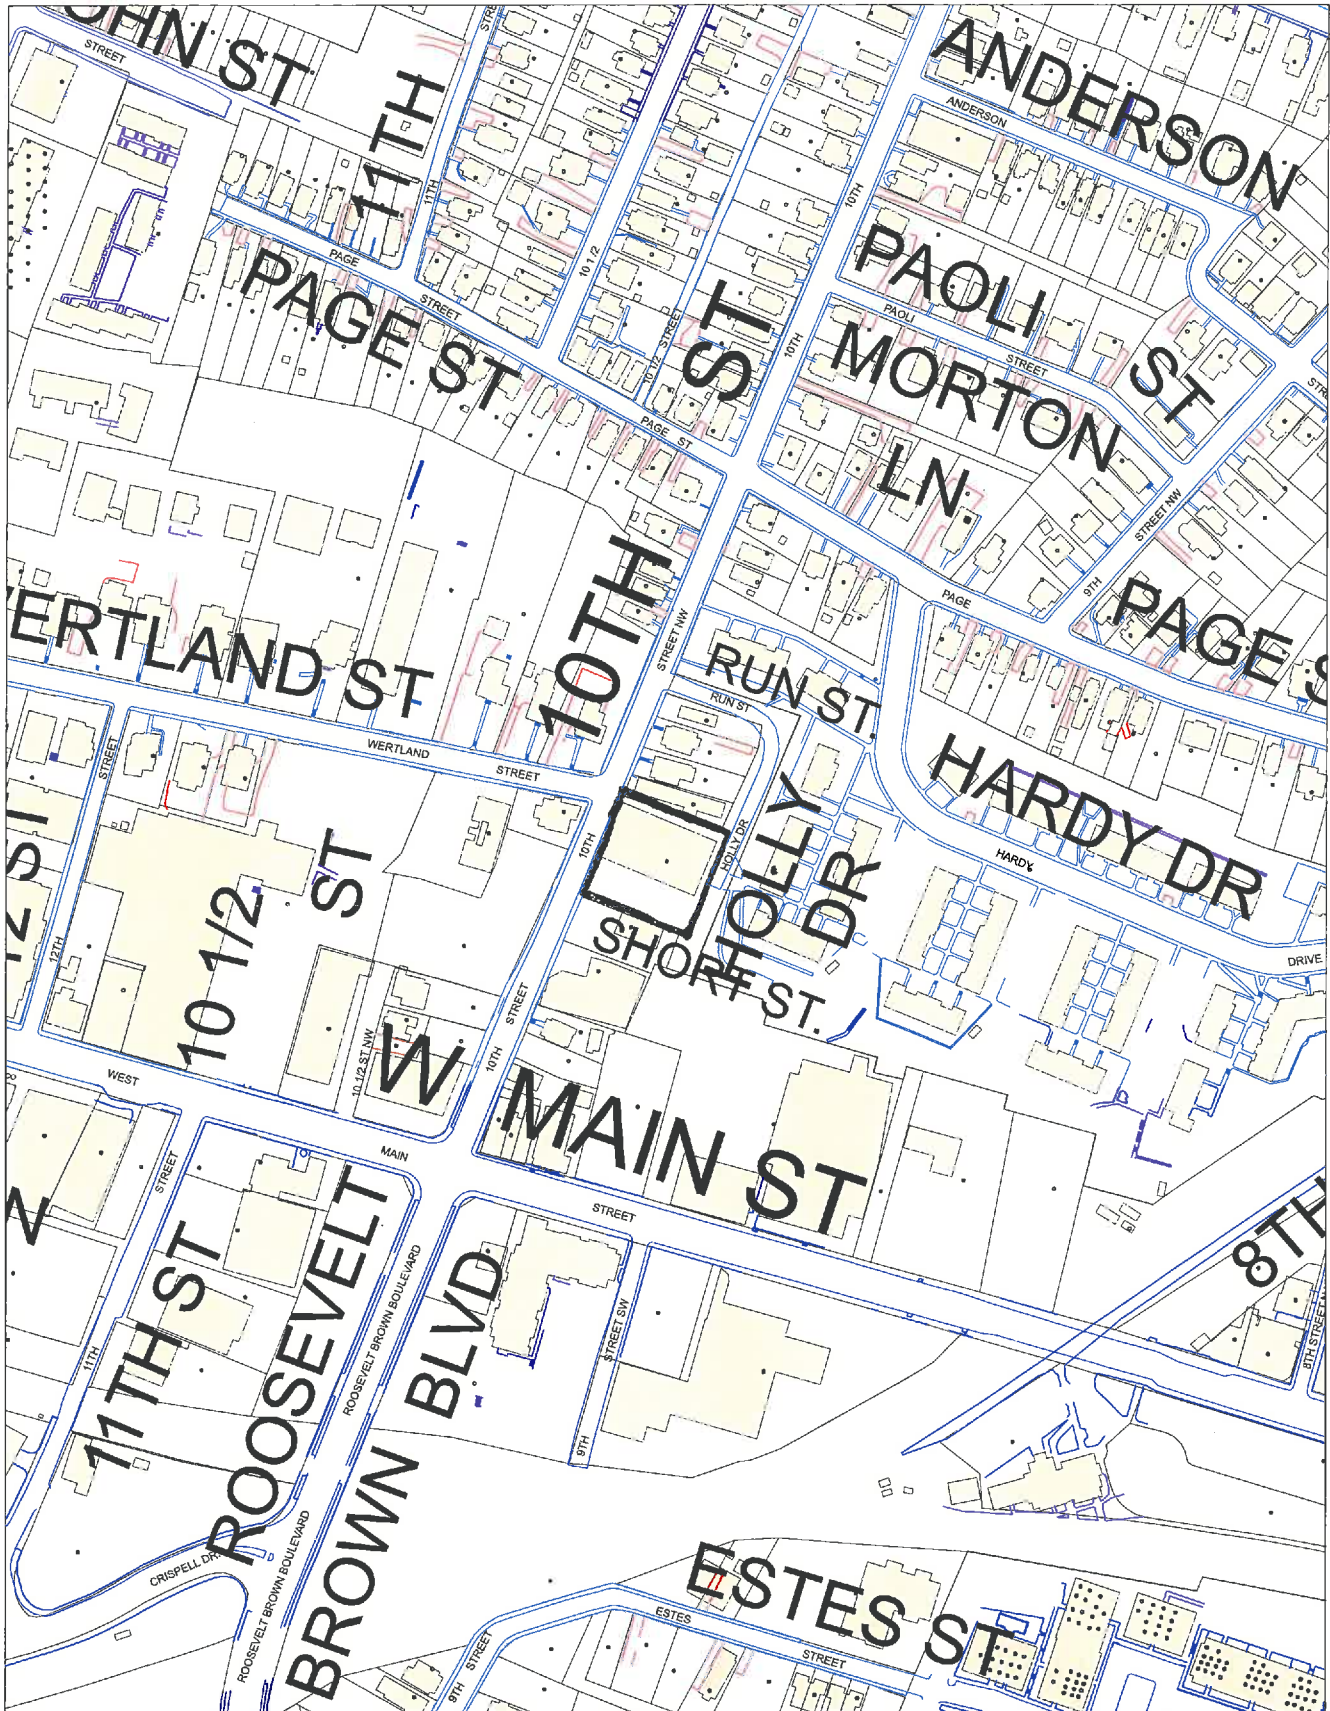 OHN ST
STREET
11TH
STRE
ANDERSON
ANDERSON
11TH
10TH
10 1/2
PAGE
PAGE ST
STREET
PAOLI
PAOLI
STREET
ST
10 1/2 STREET
ST
10TH
MORTON
LN
PAGE ST
STREET NW
9TH
PAGE
PAGE S
10TH
STREET NW
WERTLAND ST
WERTLAND
STREET
RUN ST
RUN ST
HARDY DR
HARDY
DRIVE
HOLLY
DR
HOLLY DR
10TH
SHORT ST.
STREET
12TH
12 ST
10 1/2
ST
STREET
10TH
10 1/2 ST NW
W
MAIN ST
WEST
MAIN
STREET
STREET
11TH ST
11TH
ROOSEVELT
BROWN BLVD
ROOSEVELT BROWN BOULEVARD
STREET SW
9TH
8TH
8TH STREET N
N
CRISPELL DR.
ROOSEVELT BROWN BOULEVARD
ESTES ST
ESTES
STREET
9TH
STREET